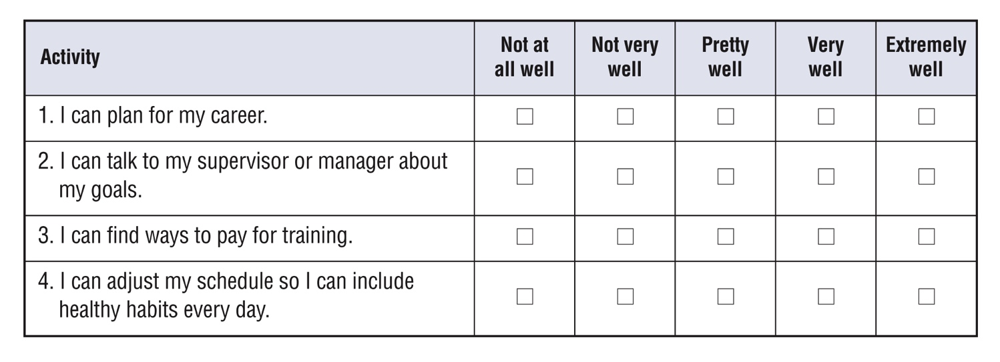 Activity
Not at
all well
Not very
well
Pretty
well
Very
well
Extremely
well
1. I can plan for my career.
2. I can talk to my supervisor or manager about
my goals.
3. I can find ways to pay for training.
4. I can adjust my schedule so I can include
healthy habits every day.